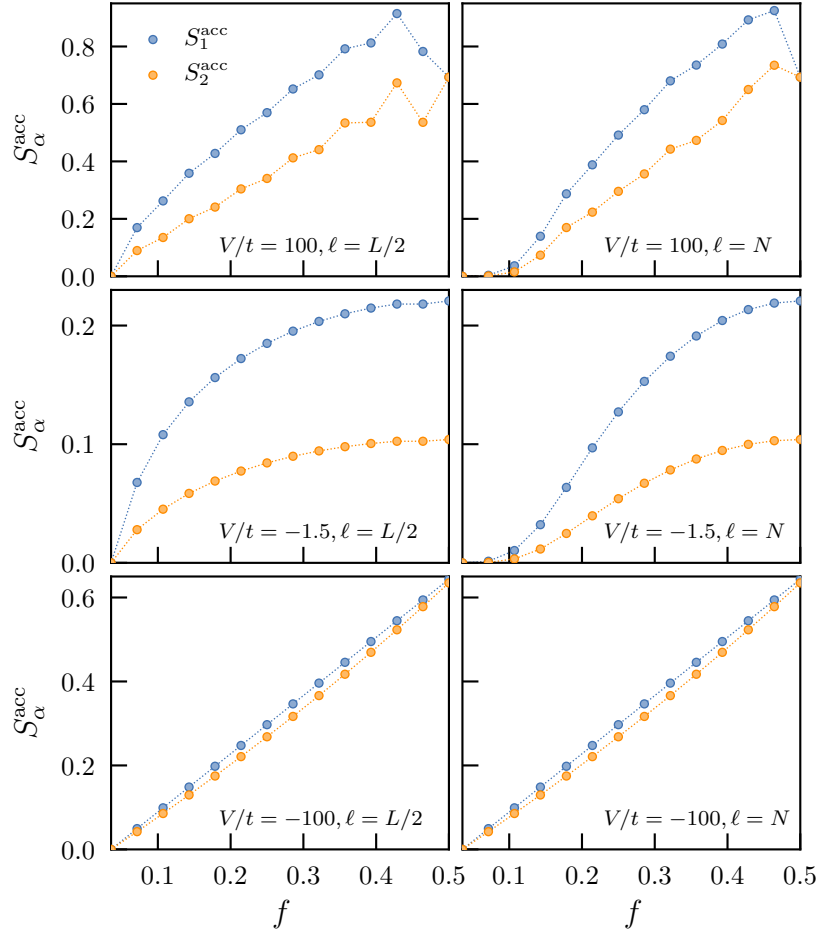 0.8
0.6
0.4
0.2
0.0
S_α^acc
S_1^acc
S_2^acc
V/t = 100, ℓ = L/2
V/t = 100, ℓ = N
0.2
0.1
0.0
S_α^acc
V/t = −1.5, ℓ = L/2
V/t = −1.5, ℓ = N
0.6
0.4
0.2
0.0
S_α^acc
V/t = −100, ℓ = L/2
V/t = −100, ℓ = N
0.1 0.2 0.3 0.4 0.5
0.1 0.2 0.3 0.4 0.5
f
f